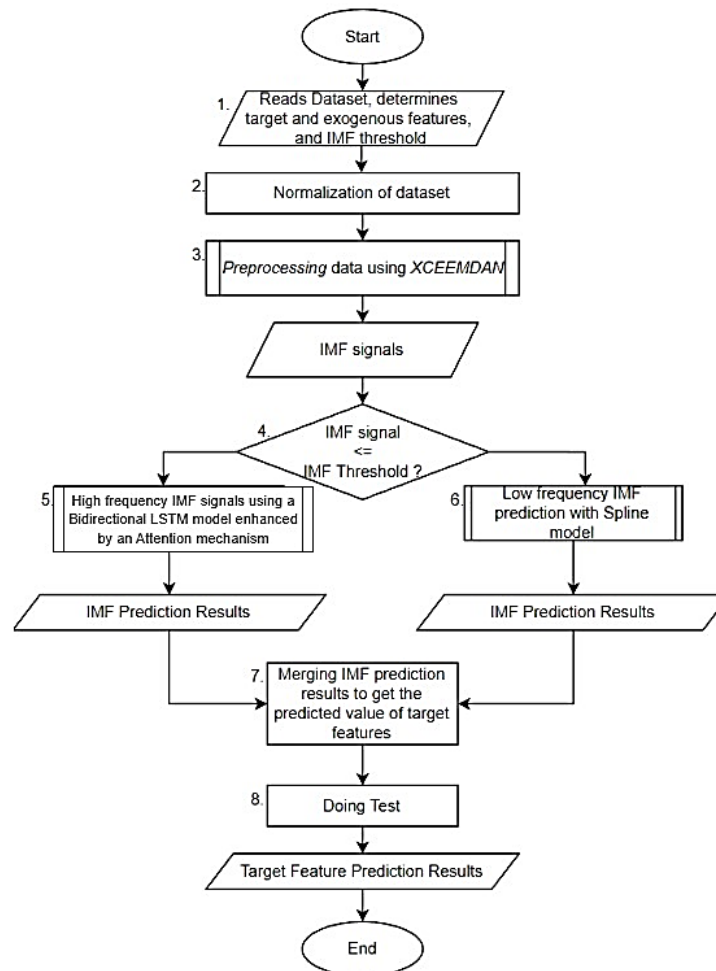 Start
1.
Reads Dataset, determines
target and exogenous features,
and IMF threshold
2.
Normalization of dataset
3.
Preprocessing data using XCEEMDAN
IMF signals
4.
IMF signal
<=
IMF Threshold ?
5.
High frequency IMF signals using a
Bidirectional LSTM model enhanced
by an Attention mechanism
6.
Low frequency IMF
prediction with Spline
model
IMF Prediction Results
IMF Prediction Results
7.
Merging IMF prediction
results to get the
predicted value of target
features
8.
Doing Test
Target Feature Prediction Results
End